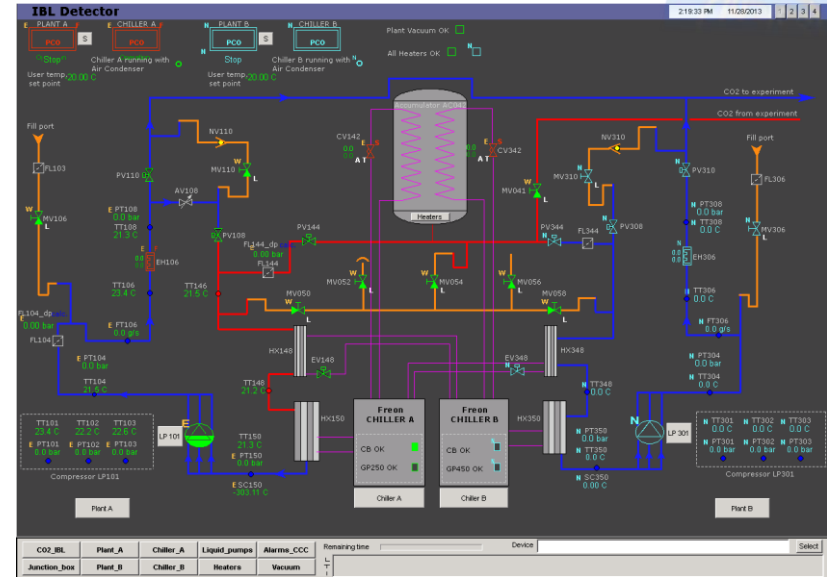 IBL Detector
2:19:33 PM 11/28/2013 1 2 3 4
E PLANT A
E CHILLER A
N PLANT B
N CHILLER B
PCO
S
PCO
PCO
S
PCO
"Stop"
Stop
Plant Vacuum OK
All Heaters OK N
Chiller A running with
Air Condenser
Chiller B running with N
Air Condenser
User temp. 20.00 C
set point
User temp. 20.00 C
set point
CO2 to experiment
CO2 from experiment
Accumulator AC042
Fill port
Fill port
NV110
CV142
0.0
0.0
S
A T
CV342
S
A T
NV310
FL103
PV110
MV110
W
L
MV041
W
L
MV310
N
L
PV310
FL306
AV108
MV106
W
L
E PT108
0.0 bar
TT108
21.3 C
PV108
PV144
Heaters
PV344
FL344
PV308
N PT308
0.0 bar
TT308
0.0 C
MV306
N
L
FL144_dp
0.00 bar
FL144
EH106
EH306
TT106
23.4 C
TT146
21.5 C
MV050
MV052
MV054
MV056
MV058
N TT306
0.0 C
FL104_dp
0.00 bar
FL104
E FT106
0.0 g/s
N FT306
0.0 g/s
HX148
EV148
EV348
HX348
E PT104
0.0 bar
N PT304
0.0 bar
TT104
21.6 C
TT304
0.0 C
TT148
21.2 C
N TT348
0.0 C
HX150
Freon
CHILLER A
Freon
CHILLER B
HX350
CB OK
GP250 OK
CB OK
GP450 OK
TT101 TT102 TT103
23.4 C 22.2 C 22.6 C
E PT101 E PT102 E PT103
0.0 bar 0.0 bar 0.0 bar
Compressor LP101
LP 101
E
TT150
21.3 C
E PT150
0.0 bar
E SC150
-303.11 C
N PT350
0.0 bar
N TT350
0.0 C
N SC350
0.00 C
N
LP 301
N TT301 N TT302 N TT303
0.0 C 0.0 C 0.0 C
N PT301 N PT302 N PT303
0.0 bar 0.0 bar 0.0 bar
Compressor LP301
Plant A
Chiller A
Chiller B
Plant B
CO2_IBL Plant_A Chiller_A Liquid_pumps Alarms_CCC
Remaining time
Device
Select
Junction_box Plant_B Chiller_B Heaters Vacuum
L
T
I